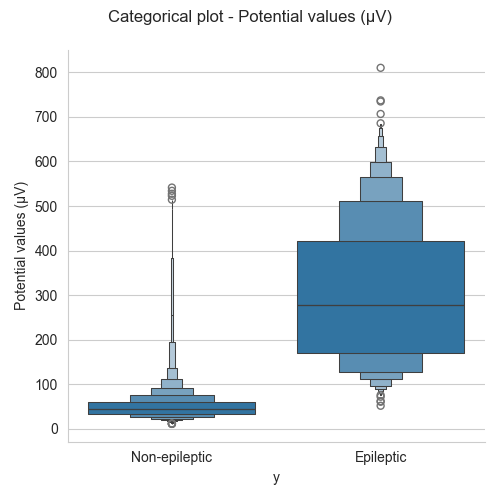 Categorical plot - Potential values (µV)
800
700
600
500
400
300
200
100
0
Potential values (µV)
Non-epileptic
Epileptic
y